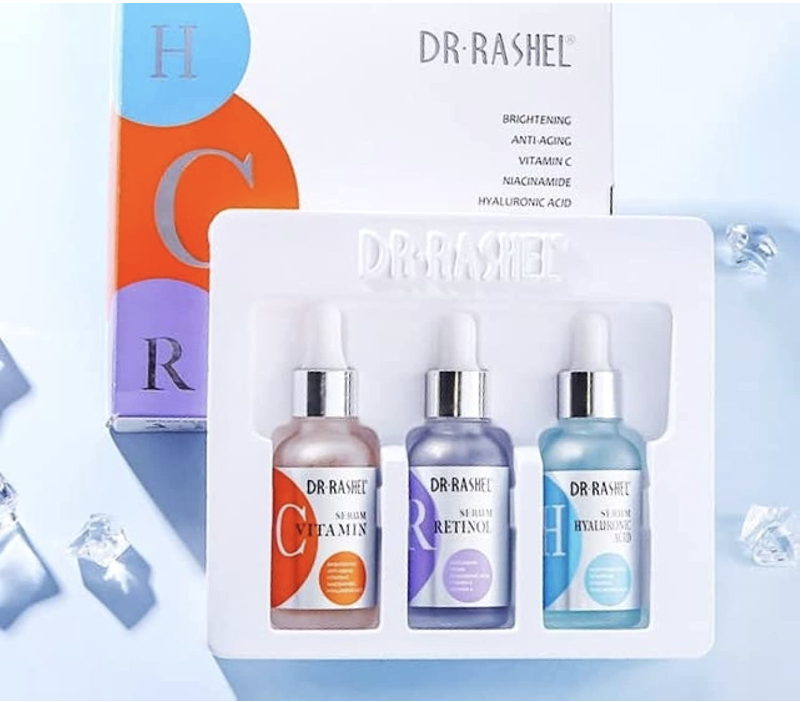 H
DR·RASHEL®
BRIGHTENING
ANTI-AGING
VITAMIN C
NIACINAMIDE
HYALURONIC ACID
C
R
DR·RASHEL®
DR·RASHEL®
SERUM
C VITAMIN
DR·RASHEL®
SERUM
R RETINOL
DR·RASHEL®
SERUM
H HYALURONIC
ACID